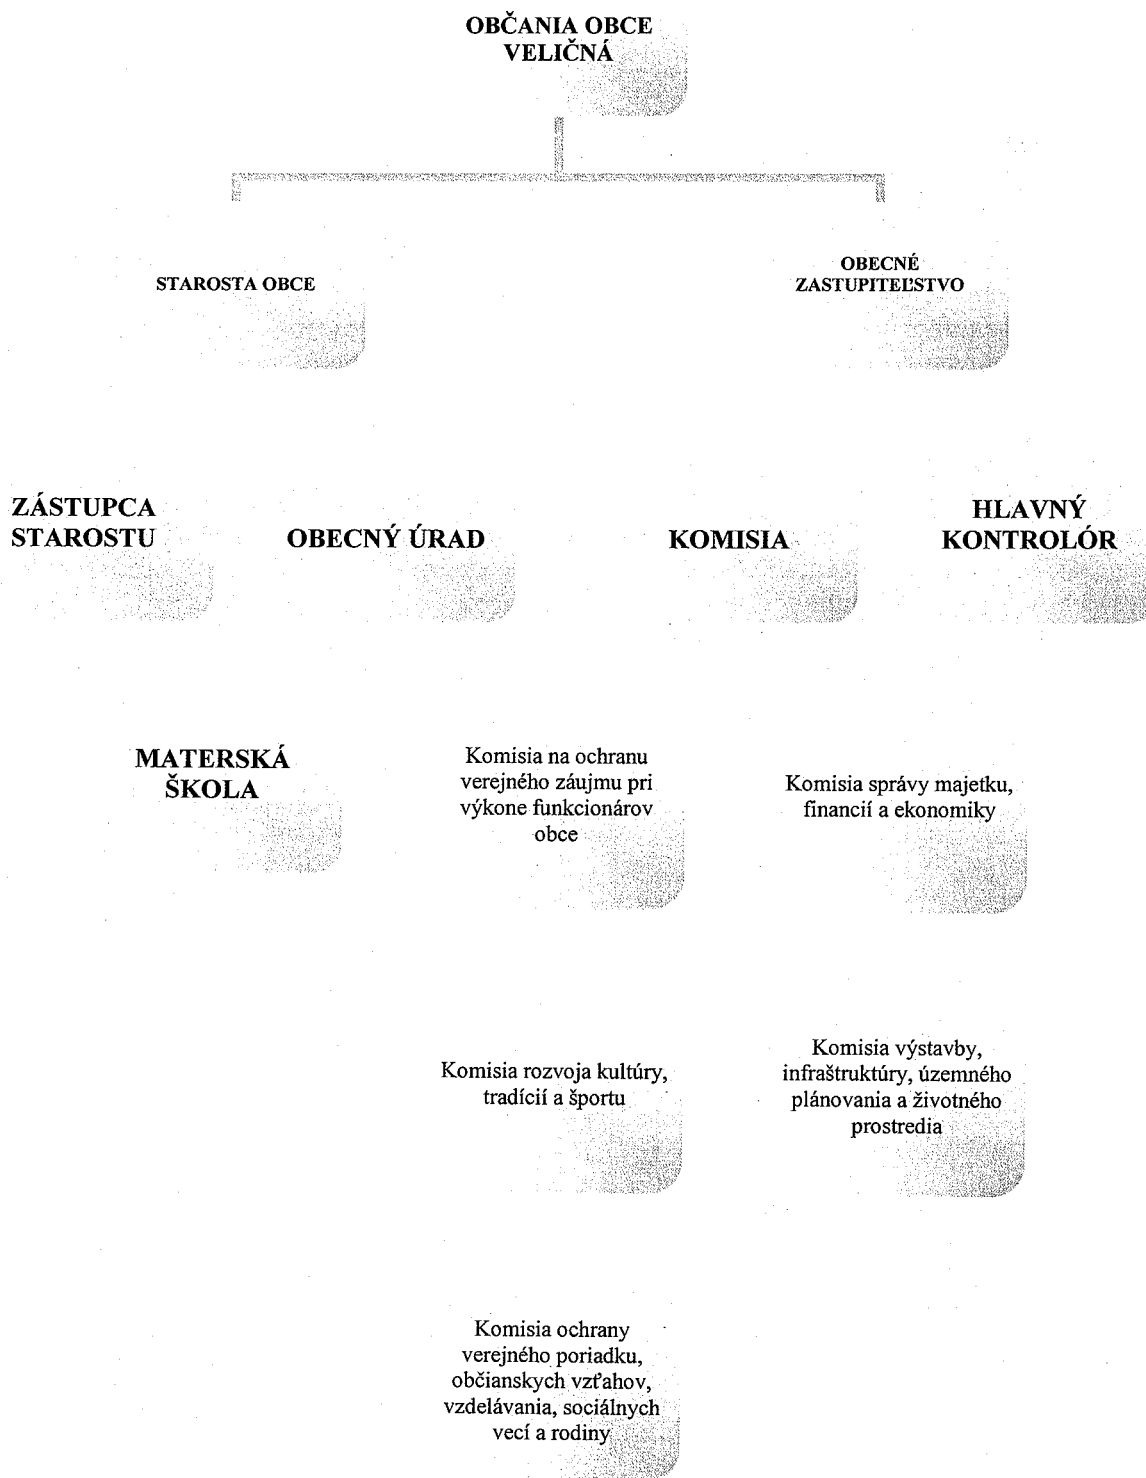 OBČANIA OBCE
VELIČNÁ
STAROSTA OBCE
OBECNÉ
ZASTUPITEĽSTVO
ZÁSTUPCA
STAROSTU
OBECNÝ ÚRAD
KOMISIA
HLAVNÝ
KONTROLÓR
MATERSKÁ
ŠKOLA
Komisia na ochranu
verejného záujmu pri
výkone funkcionárov
obce
Komisia správy majetku,
financií a ekonomiky
Komisia rozvoja kultúry,
tradícií a športu
Komisia výstavby,
infraštruktúry, územného
plánovania a životného
prostredia
Komisia ochrany
verejného poriadku,
občianskych vzťahov,
vzdelávania, sociálnych
vecí a rodiny